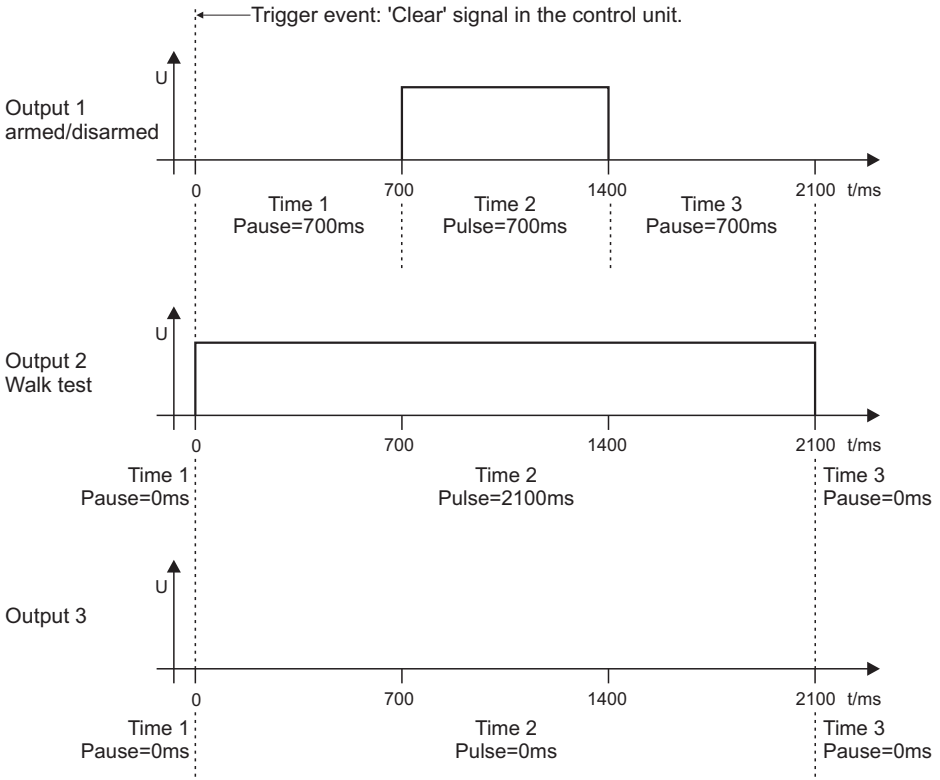 Trigger event: 'Clear' signal in the control unit.
U
Output 1
armed/disarmed
0 700 1400 2100 t/ms
Time 1 Time 2 Time 3
Pause=700ms Pulse=700ms Pause=700ms
U
Output 2
Walk test
0 700 1400 2100 t/ms
Time 1 Time 2 Time 3
Pause=0ms Pulse=2100ms Pause=0ms
U
Output 3
0 700 1400 2100 t/ms
Time 1 Time 2 Time 3
Pause=0ms Pulse=0ms Pause=0ms